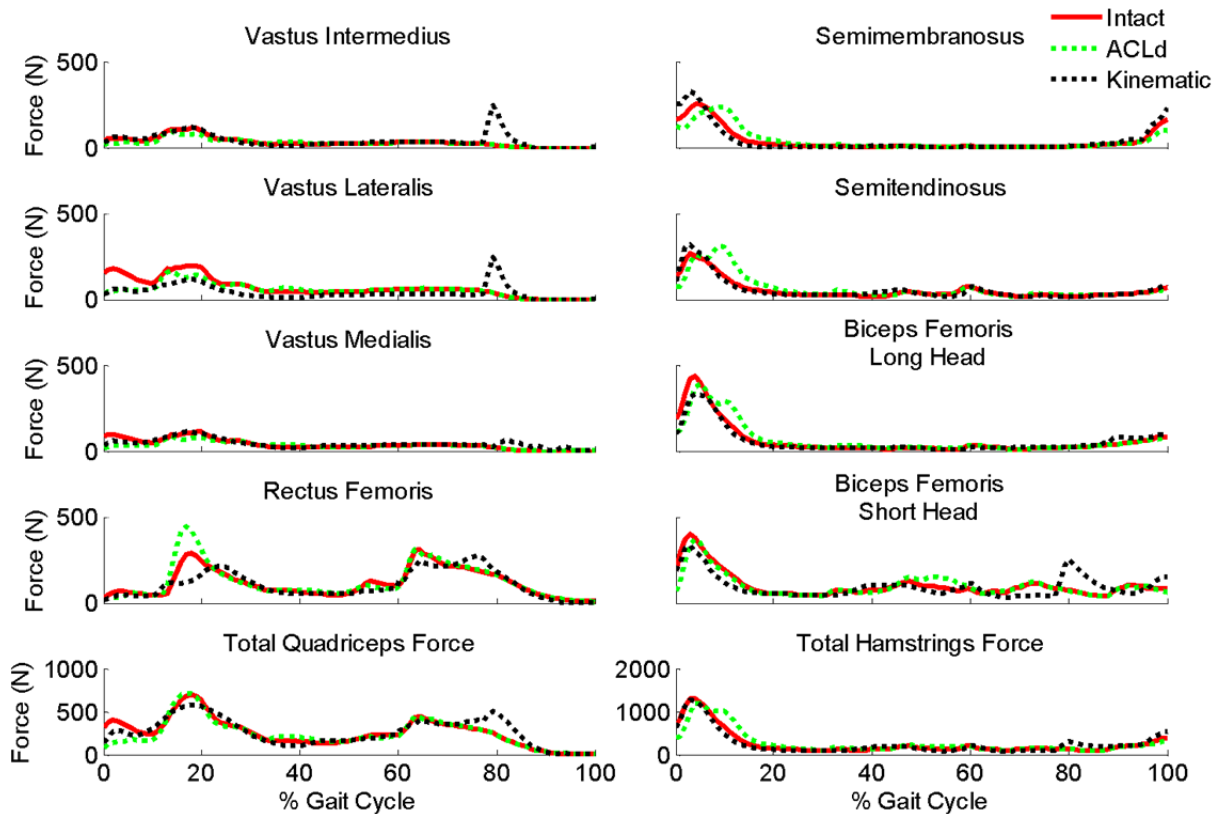 Intact
ACLd
Kinematic
Vastus Intermedius
Force (N)
500
0
Semimembranosus
Vastus Lateralis
Force (N)
500
0
Semitendinosus
Vastus Medialis
Force (N)
500
0
Biceps Femoris
Long Head
Rectus Femoris
Force (N)
500
0
Biceps Femoris
Short Head
Total Quadriceps Force
Force (N)
1000
500
0
0 20 40 60 80 100
% Gait Cycle
Total Hamstrings Force
2000
1000
0
0 20 40 60 80 100
% Gait Cycle